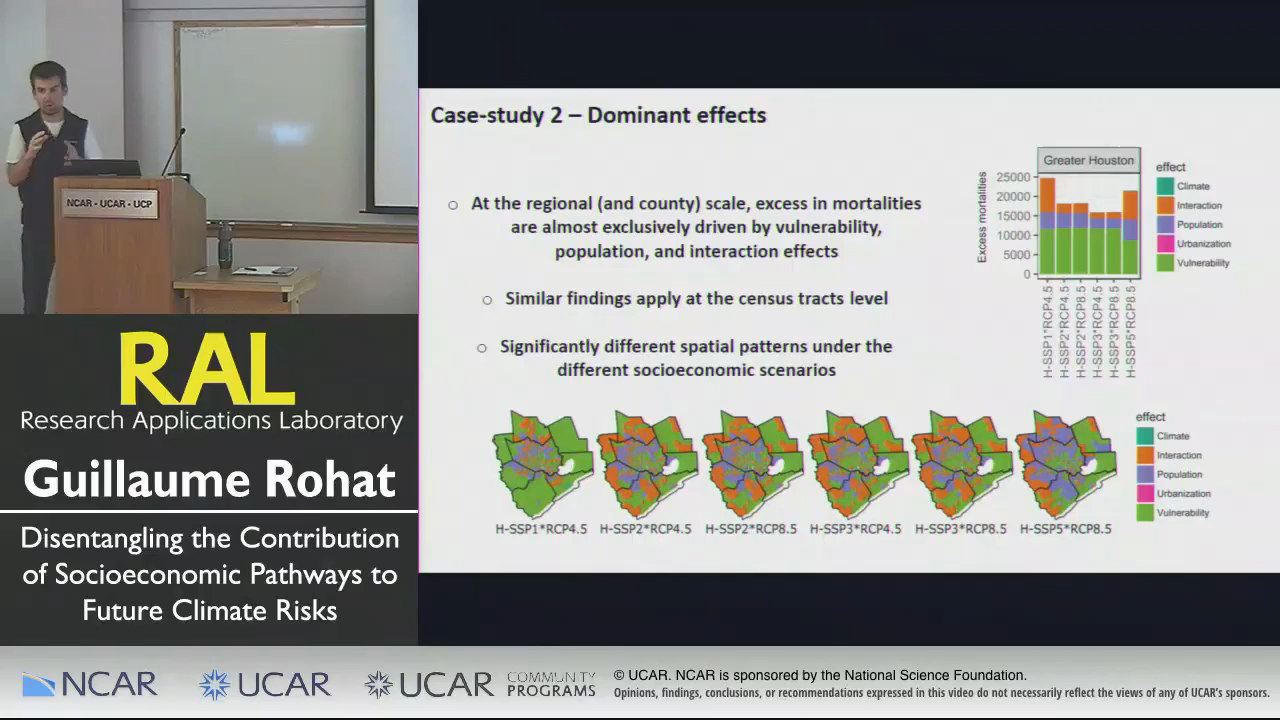 NCAR - UCAR - UCP
RAL
Research Applications Laboratory
Guillaume Rohat
Disentangling the Contribution
of Socioeconomic Pathways to
Future Climate Risks
Case-study 2 – Dominant effects
○ At the regional (and county) scale, excess in mortalities
are almost exclusively driven by vulnerability,
population, and interaction effects
○ Similar findings apply at the census tracts level
○ Significantly different spatial patterns under the
different socioeconomic scenarios
Greater Houston
Excess mortalities
25000
20000
15000
10000
5000
0
H-SSP1*RCP4.5
H-SSP2*RCP4.5
H-SSP2*RCP8.5
H-SSP3*RCP4.5
H-SSP3*RCP8.5
H-SSP5*RCP8.5
effect
Climate
Interaction
Population
Urbanization
Vulnerability
H-SSP1*RCP4.5
H-SSP2*RCP4.5
H-SSP2*RCP8.5
H-SSP3*RCP4.5
H-SSP3*RCP8.5
H-SSP5*RCP8.5
effect
Climate
Interaction
Population
Urbanization
Vulnerability
NCAR
UCAR
UCAR
COMMUNITY
PROGRAMS
© UCAR. NCAR is sponsored by the National Science Foundation.
Opinions, findings, conclusions, or recommendations expressed in this video do not necessarily reflect the views of any of UCAR's sponsors.